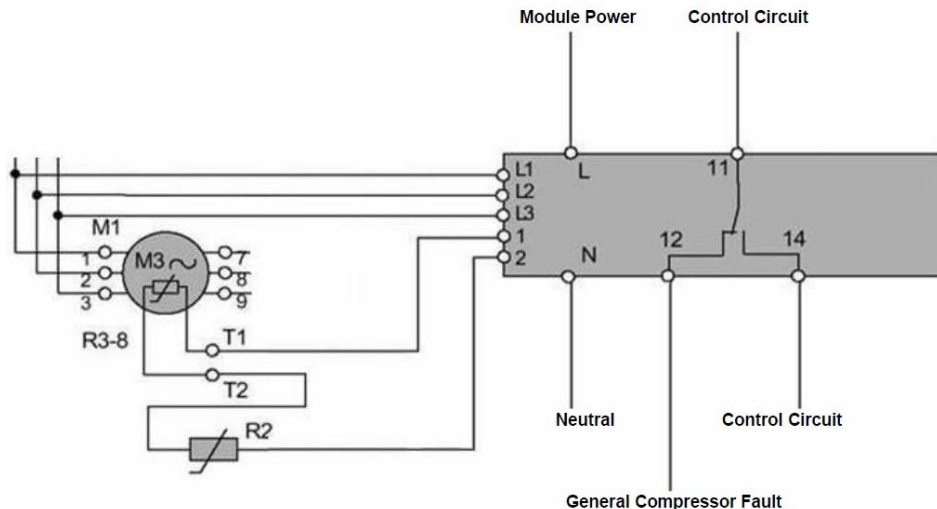 Module Power
Control Circuit
L1
L
11
L2
L3
M1
1
12
14
M3
7
1
2
N
2
8
3
9
R3-8
T1
T2
R2
Neutral
Control Circuit
General Compressor Fault